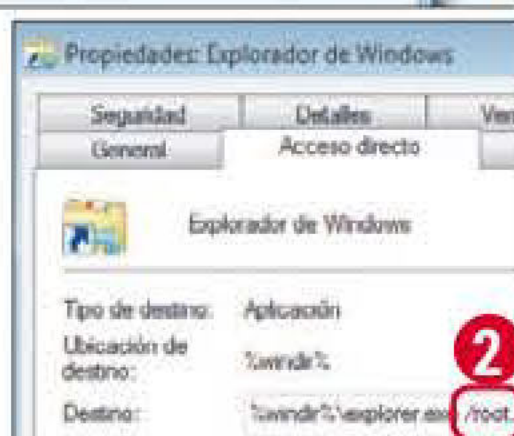 Propiedades: Explorador de Windows
Seguridad Detalles Ver
General Acceso directo
Explorador de Windows
Tipo de destino: Aplicación
Ubicación de destino: %windir%
2
Destino: %windir%\explorer.exe /root,